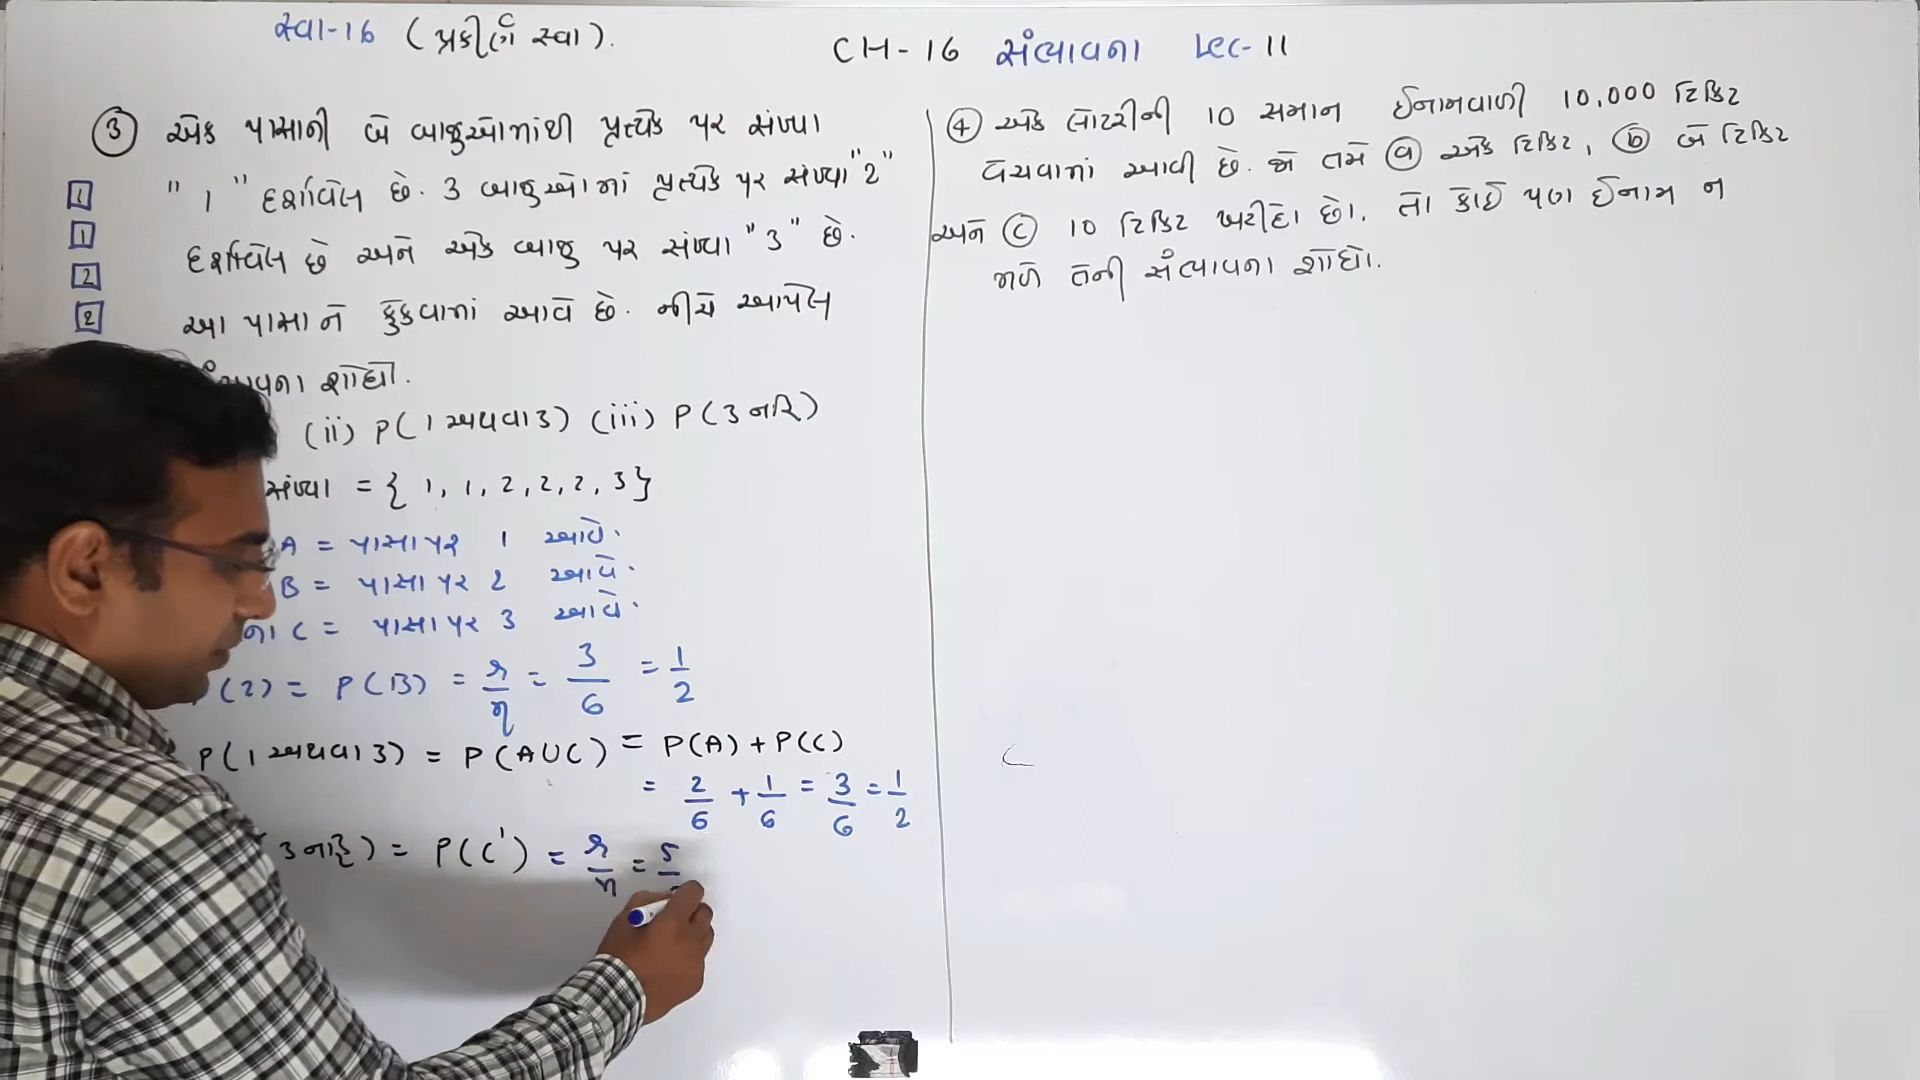 સ્વા-16 (પ્રકીર્ણ સ્વા).
CH-16 સંભાવના Lec-11
③ એક પાસાની બે બાજુઓમાંથી પ્રત્યેક પર સંખ્યા
"1" દર્શાવેલ છે. 3 બાજુઓમાં પ્રત્યેક પર સંખ્યા "2"
દર્શાવેલ છે અને એક બાજુ પર સંખ્યા "3" છે.
આ પાસાને ફેંકવામાં આવે છે. નીચે આપેલ
શોધો.
(ii) P(1 અથવા 3) (iii) P(3 નહિ)
1
1
2
2
સંખ્યા = { 1, 1, 2, 2, 2, 3}
A = પાસા પર 1 આવે.
B = પાસા પર 2 આવે.
ના C = પાસા પર 3 આવે.
(2) = P(B) = r/n = 3/6 = 1/2
P(1 અથવા 3) = P(A∪C) = P(A) + P(C)
= 2/6 + 1/6 = 3/6 = 1/2
3 નહિ) = P(C') = r/n = 5
④ એક લોટરીની 10 સમાન ઈનામવાળી 10,000 ટિકિટ
વેચવામાં આવી છે. જો તમે ⓐ એક ટિકિટ, ⓑ બે ટિકિટ
અને ⓒ 10 ટિકિટ ખરીદો છો. તો કોઈ પણ ઈનામ ન
મળે તેની સંભાવના શોધો.